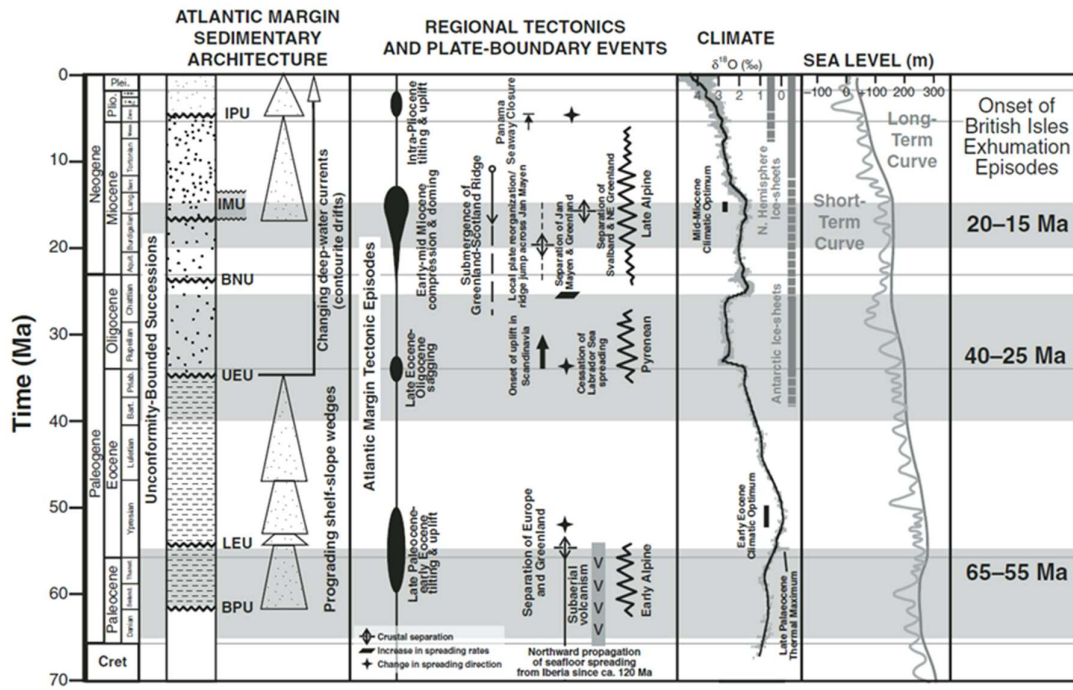 ATLANTIC MARGIN
SEDIMENTARY
ARCHITECTURE
REGIONAL TECTONICS
AND PLATE-BOUNDARY EVENTS
CLIMATE
δ18O (‰)
4 3 2 1 0
SEA LEVEL (m)
-100 0 100 200 300
Time (Ma)
0
10
20
30
40
50
60
70
Neogene
Paleogene
Plio.
Miocene
Oligocene
Eocene
Paleocene
Cret
Plei.
Tortonian
Lang.
Burdigalian
Aquit.
Chattian
Rupelian
Priab.
Bart.
Lutetian
Ypresian
Thanet.
Seland.
Danian
Unconformity-Bounded Successions
IPU
IMU
BNU
UEU
LEU
BPU
Changing deep-water currents
(contourite drifts)
Prograding shelf-slope wedges
Atlantic Margin Tectonic Episodes
Intra-Pliocene
tilting & uplift
Early-mid Miocene
compression & doming
Late Eocene-
Oligocene
sagging
Late Paleocene-
early Eocene
tilting & uplift
Panama
Seaway Closure
Submergence of
Greenland-Scotland Ridge
Local plate reorganization/
ridge jump across Jan Mayen
Separation of Jan
Mayen & Greenland
Separation of
Svalbard & NE Greenland
Late Alpine
Onset of uplift in
Scandinavia
Cessation of
Labrador Sea
spreading
Pyrenean
Separation of Europe
and Greenland
Subaerial
volcanism
V
V
V
V
Early Alpine
Crustal separation
Increase in spreading rates
Change in spreading direction
Northward propagation
of seafloor spreading
from Iberia since ca. 120 Ma
Mid-Miocene
Climatic Optimum
N. Hemisphere
Ice-sheets
Antarctic Ice-sheets
Early Eocene
Climatic Optimum
Late Palaeocene
Thermal Maximum
Long-
Term
Curve
Short-
Term
Curve
Onset of
British Isles
Exhumation
Episodes
20–15 Ma
40–25 Ma
65–55 Ma